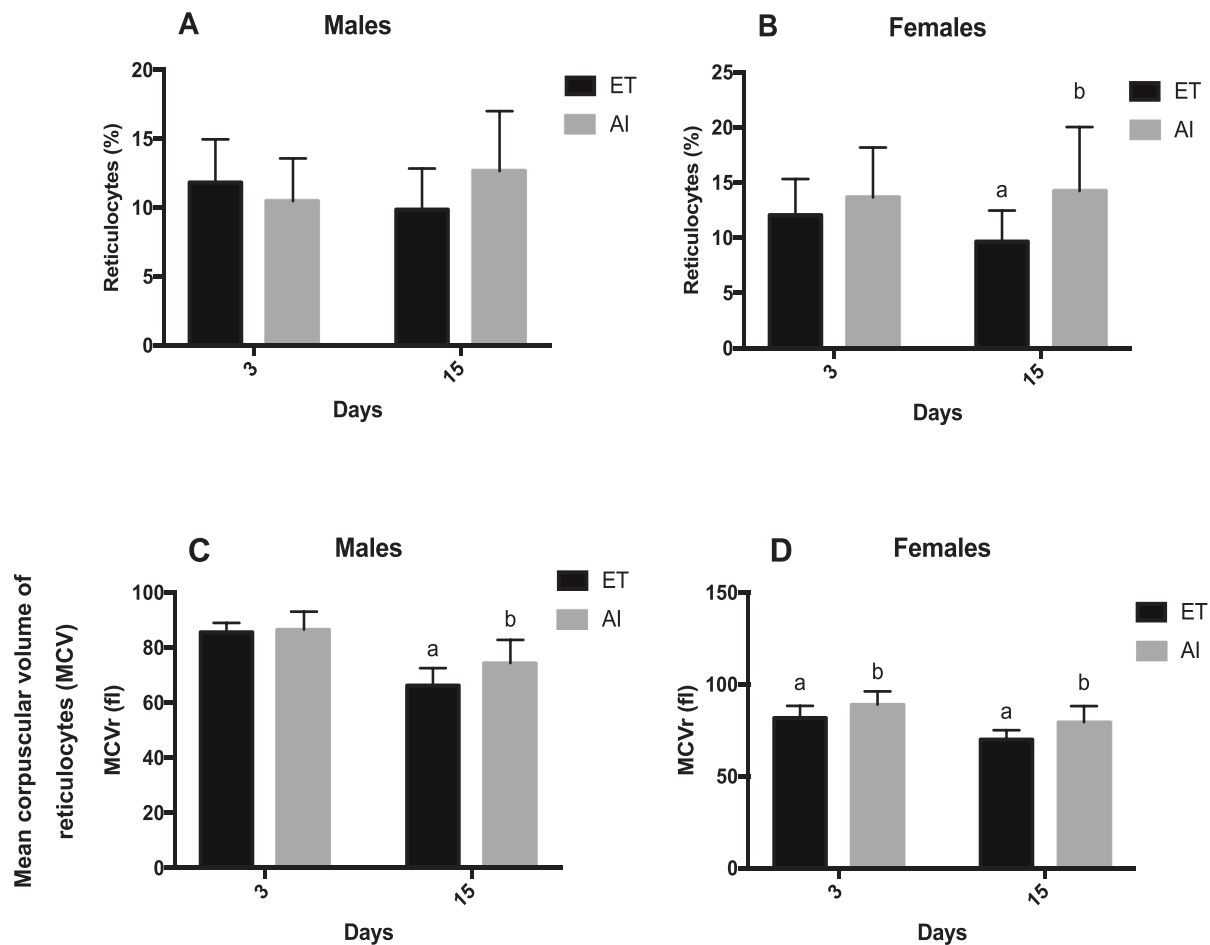 A
Males
20
15
10
5
0
Reticulocytes (%)
ET
AI
3
15
Days
B
Females
25
20
15
10
5
0
Reticulocytes (%)
a
b
ET
AI
3
15
Days
Mean corpuscular volume of
reticulocytes (MCV)
C
Males
100
80
60
40
20
0
MCVr (fl)
a
b
ET
AI
3
15
Days
D
Females
150
100
50
0
MCVr (fl)
a
b
a
b
ET
AI
3
15
Days